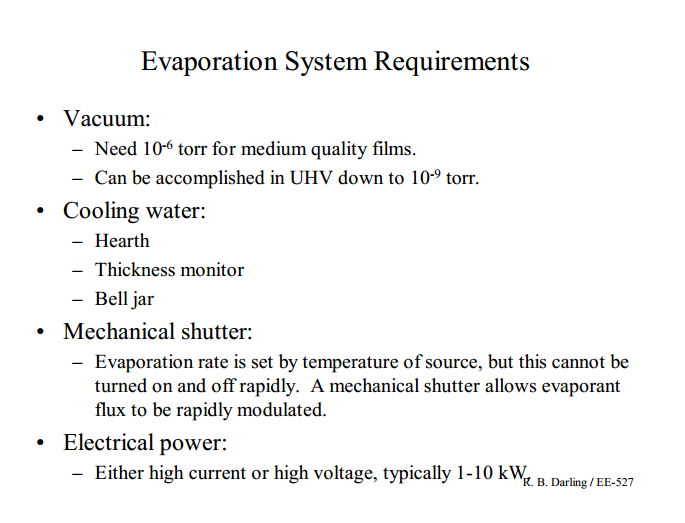 Evaporation System Requirements
• Vacuum:
– Need 10⁻⁶ torr for medium quality films.
– Can be accomplished in UHV down to 10⁻⁹ torr.
• Cooling water:
– Hearth
– Thickness monitor
– Bell jar
• Mechanical shutter:
– Evaporation rate is set by temperature of source, but this cannot be
turned on and off rapidly. A mechanical shutter allows evaporant
flux to be rapidly modulated.
• Electrical power:
– Either high current or high voltage, typically 1-10 kW.
R. B. Darling / EE-527